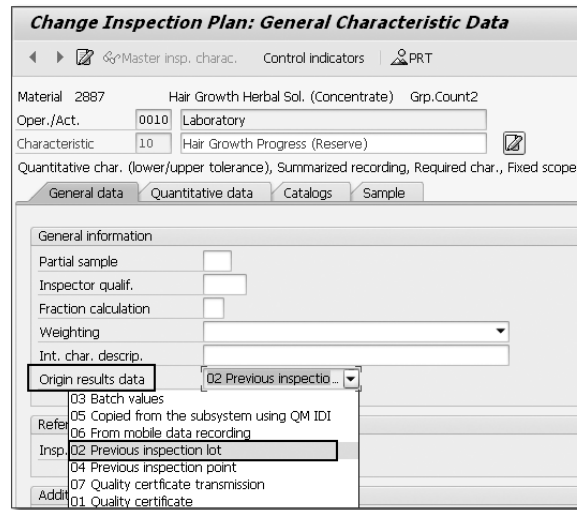 Change Inspection Plan: General Characteristic Data
Master insp. charac. Control indicators PRT
Material 2887 Hair Growth Herbal Sol. (Concentrate) Grp.Count2
Oper./Act. 0010 Laboratory
Characteristic 10 Hair Growth Progress (Reserve)
Quantitative char. (lower/upper tolerance), Summarized recording, Required char., Fixed scope
General data Quantitative data Catalogs Sample
General information
Partial sample
Inspector qualif.
Fraction calculation
Weighting
Int. char. descrip.
Origin results data 02 Previous inspectio...
03 Batch values
05 Copied from the subsystem using QM IDI
Refer 06 From mobile data recording
Insp. 02 Previous inspection lot
04 Previous inspection point
07 Quality certficate transmission
Addit 01 Quality certificate